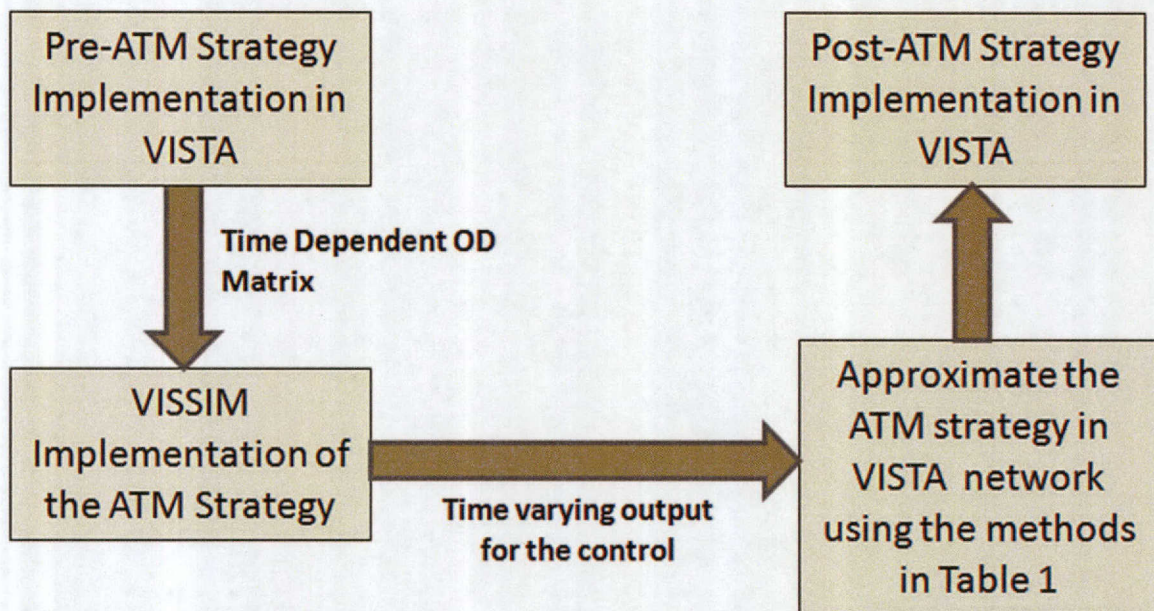 Pre-ATM Strategy
Implementation in
VISTA
Time Dependent OD
Matrix
VISSIM
Implementation of
the ATM Strategy
Time varying output
for the control
Approximate the
ATM strategy in
VISTA network
using the methods
in Table 1
Post-ATM Strategy
Implementation in
VISTA